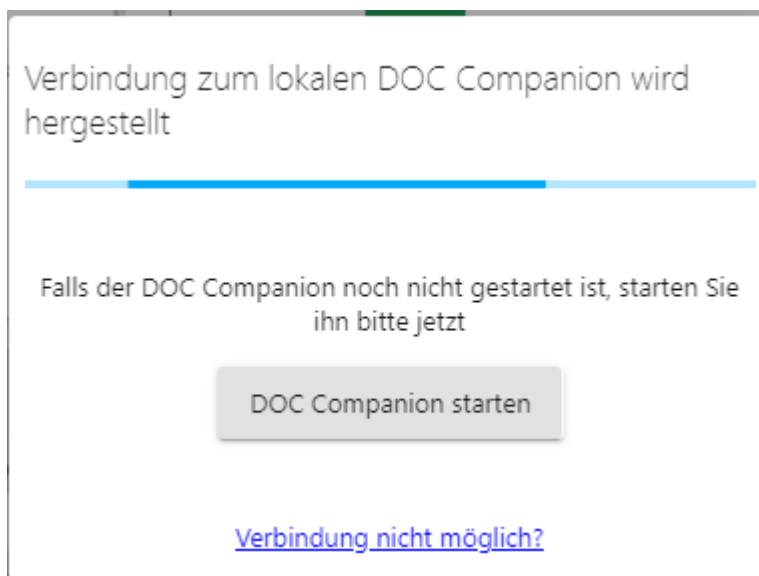 Verbindung zum lokalen DOC Companion wird
hergestellt
Falls der DOC Companion noch nicht gestartet ist, starten Sie
ihn bitte jetzt
DOC Companion starten
Verbindung nicht möglich?